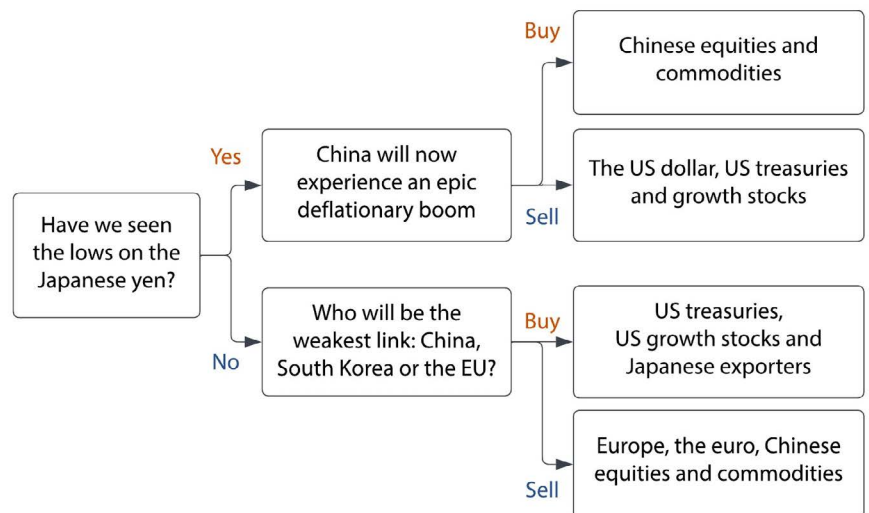 Have we seen
the lows on the
Japanese yen?
Yes
China will now
experience an epic
deflationary boom
Buy
Chinese equities and
commodities
Sell
The US dollar, US treasuries
and growth stocks
No
Who will be the
weakest link: China,
South Korea or the EU?
Buy
US treasuries,
US growth stocks and
Japanese exporters
Sell
Europe, the euro, Chinese
equities and commodities